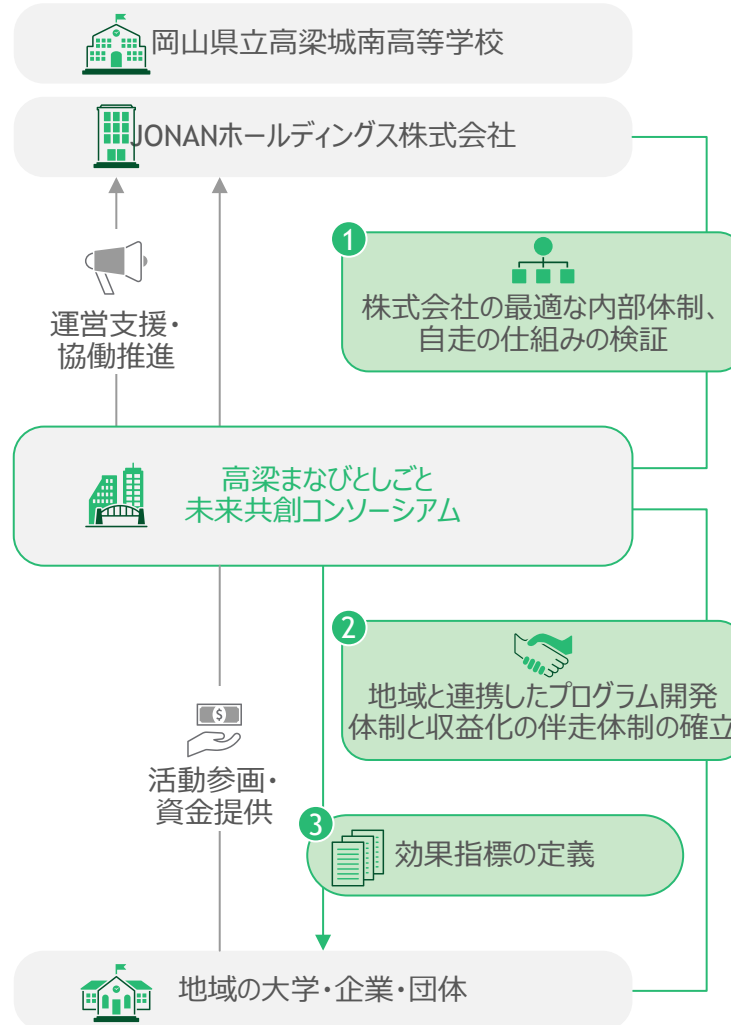 岡山県立高梁城南高等学校
JONANホールディングス株式会社
1
株式会社の最適な内部体制、
自走の仕組みの検証
運営支援・
協働推進
高梁まなびとしごと
未来共創コンソーシアム
2
地域と連携したプログラム開発
体制と収益化の伴走体制の確立
$
活動参画・
資金提供
3
効果指標の定義
地域の大学・企業・団体